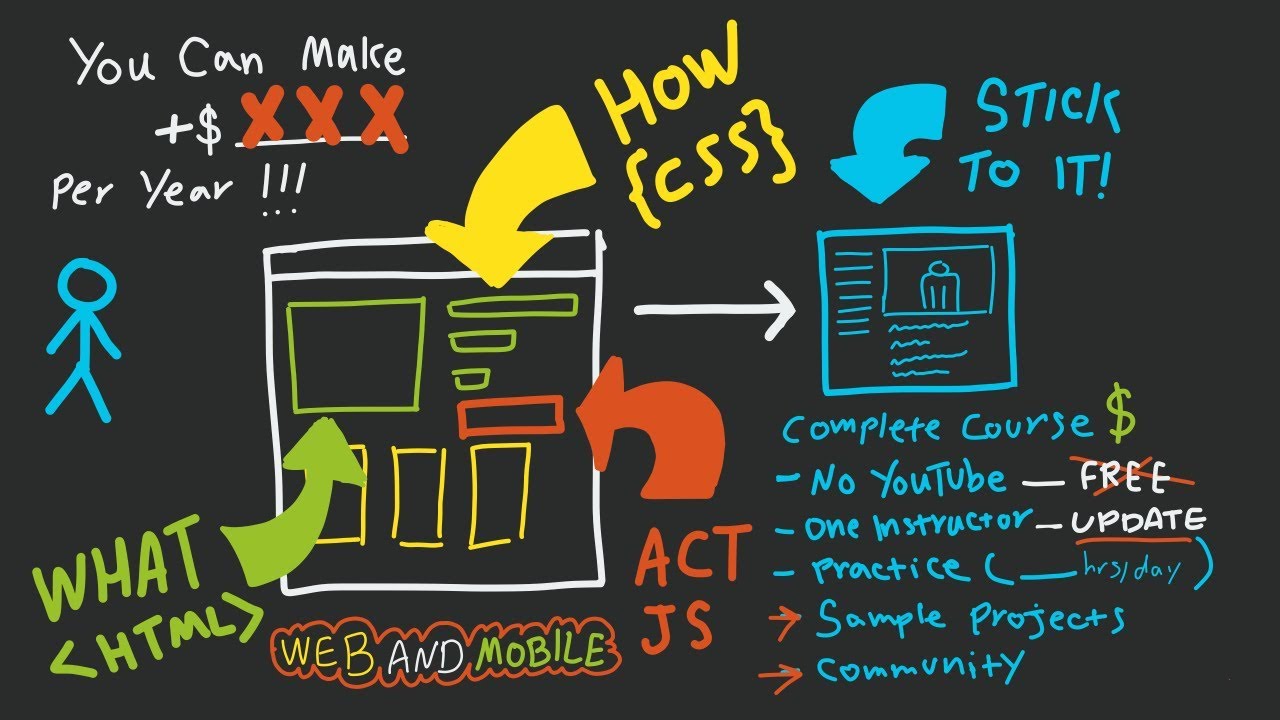 You Can Make
+$ XXX
Per Year !!!
How
{CSS}
STICK
TO IT!
WHAT
<HTML>
ACT
JS
WEB AND MOBILE
Complete Course $
- No YouTube — FREE
- One Instructor — UPDATE
- Practice ( ___ hrs/day )
→ Sample Projects
→ Community